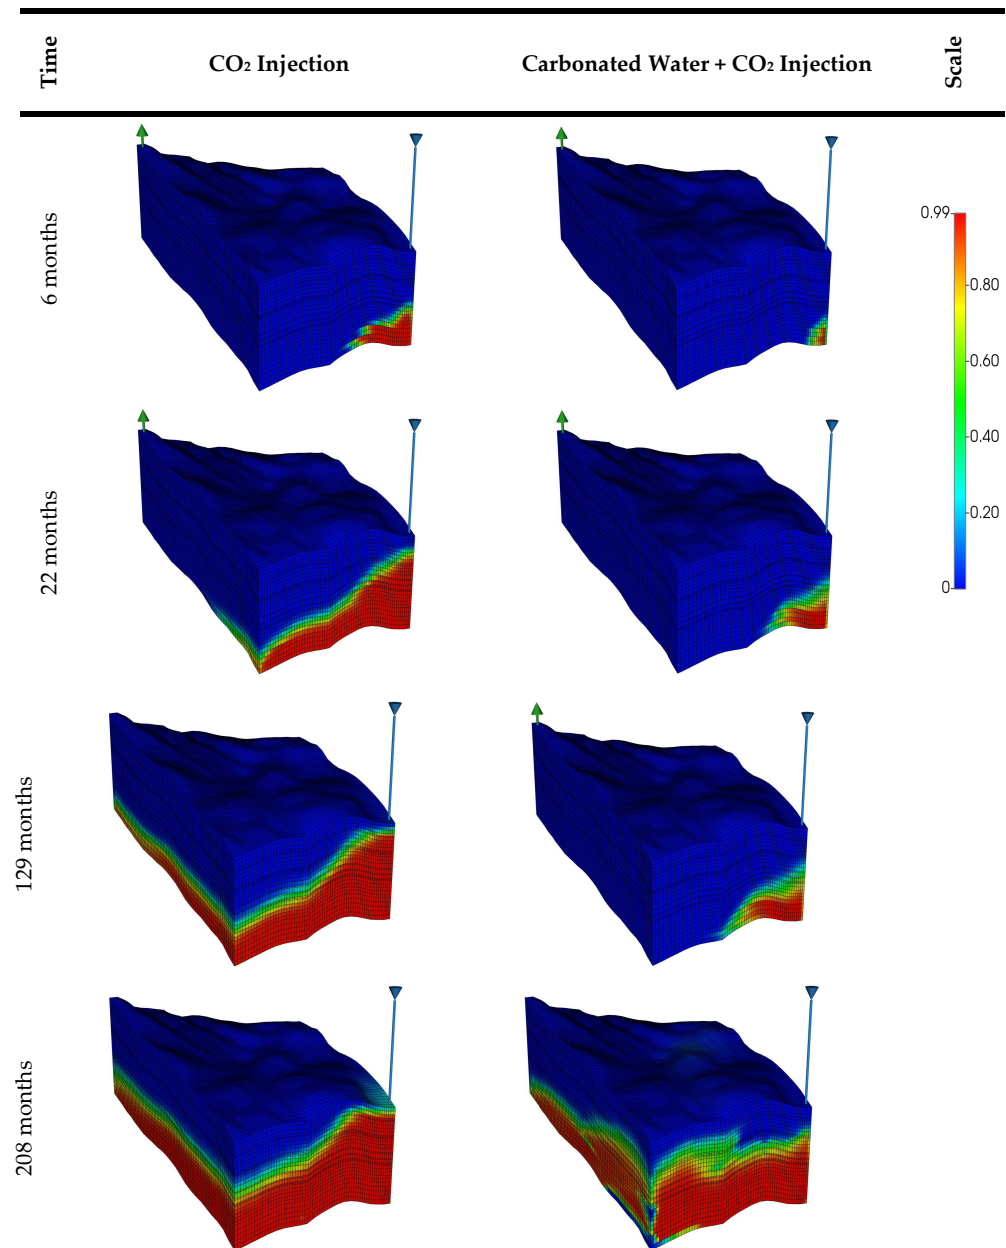 Time
CO₂ Injection
Carbonated Water + CO₂ Injection
Scale
6 months
0.99
0.80
0.60
0.40
0.20
0
22 months
129 months
208 months